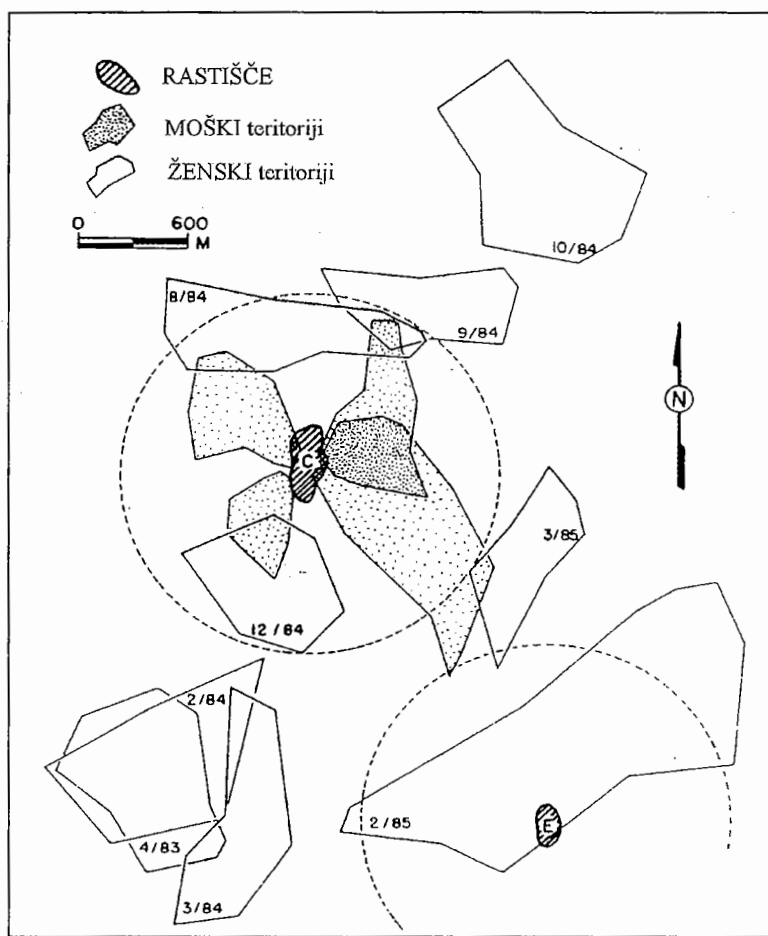 RASTIŠČE
MOŠKI teritoriji
ŽENSKI teritoriji
0 600
M
10/84
8/84
9/84
N
C
3/85
12/84
2/84
2/85
E
4/83
3/84